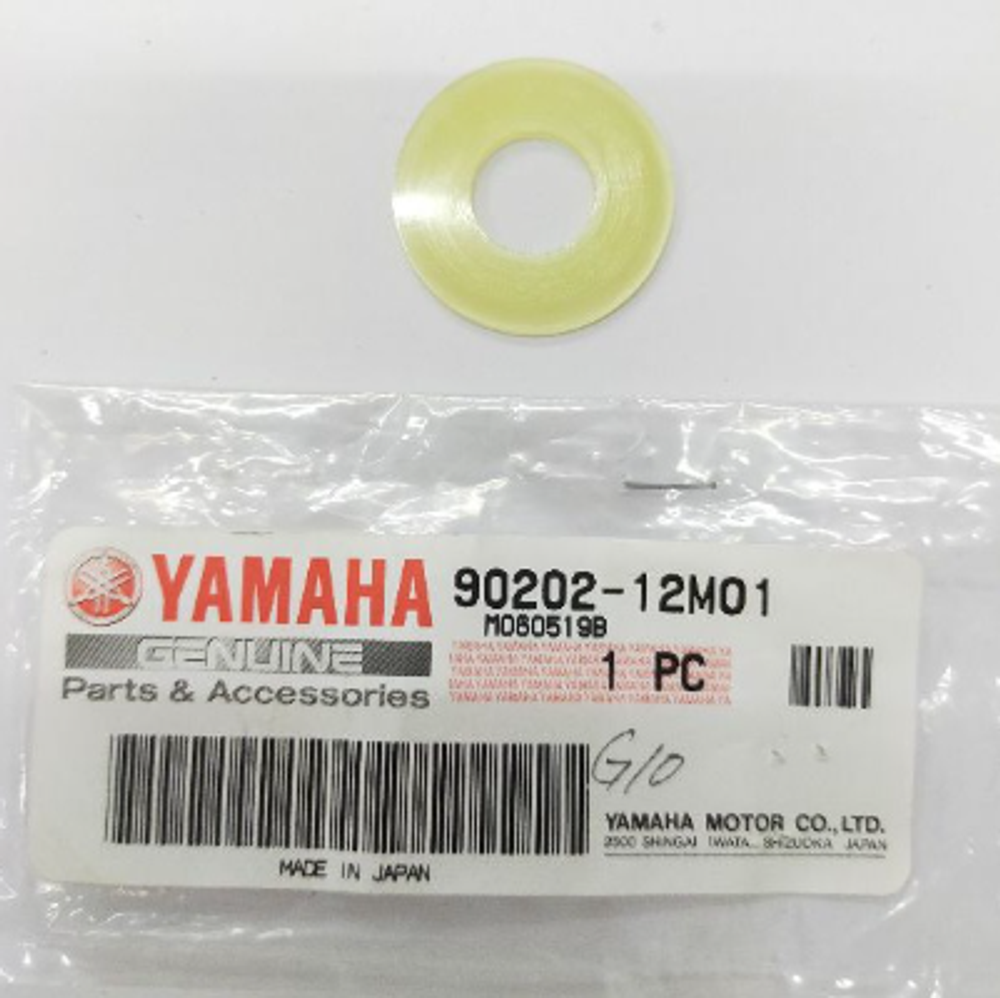 YAMAHA 90202-12M01
M060519B
GENUINE
1 PC
Parts & Accessories
G10
YAMAHA MOTOR CO., LTD.
2500 SHINGAI IWATA, SHIZUOKA JAPAN
MADE IN JAPAN